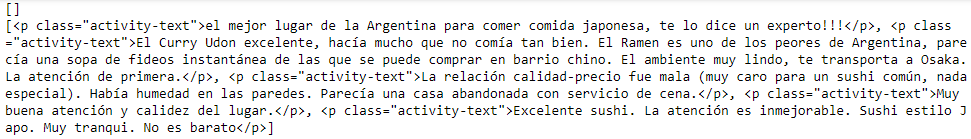 []
[<p class="activity-text">el mejor lugar de la Argentina para comer comida japonesa, te lo dice un experto!!!</p>, <p class
="activity-text">El Curry Udon excelente, hacía mucho que no comía tan bien. El Ramen es uno de los peores de Argentina, pare
cía una sopa de fideos instantánea de las que se puede comprar en barrio chino. El ambiente muy lindo, te transporta a Osaka.
La atención de primera.</p>, <p class="activity-text">La relación calidad-precio fue mala (muy caro para un sushi común, nada
especial). Había humedad en las paredes. Parecía una casa abandonada con servicio de cena.</p>, <p class="activity-text">Muy
buena atención y calidez del lugar.</p>, <p class="activity-text">Excelente sushi. La atención es inmejorable. Sushi estilo J
apo. Muy tranqui. No es barato</p>]